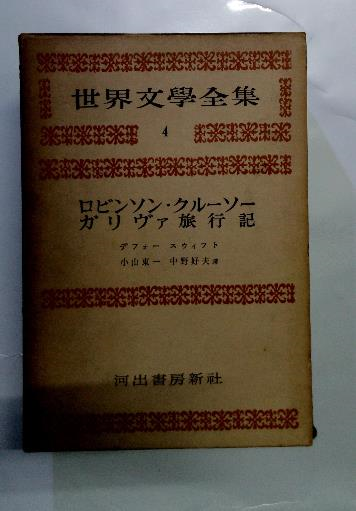 世界文學全集
4
ロビンソン・クルーソー
ガリヴァ旅行記
デフォー スウィフト
小山東一 中野好夫 譯
河出書房新社